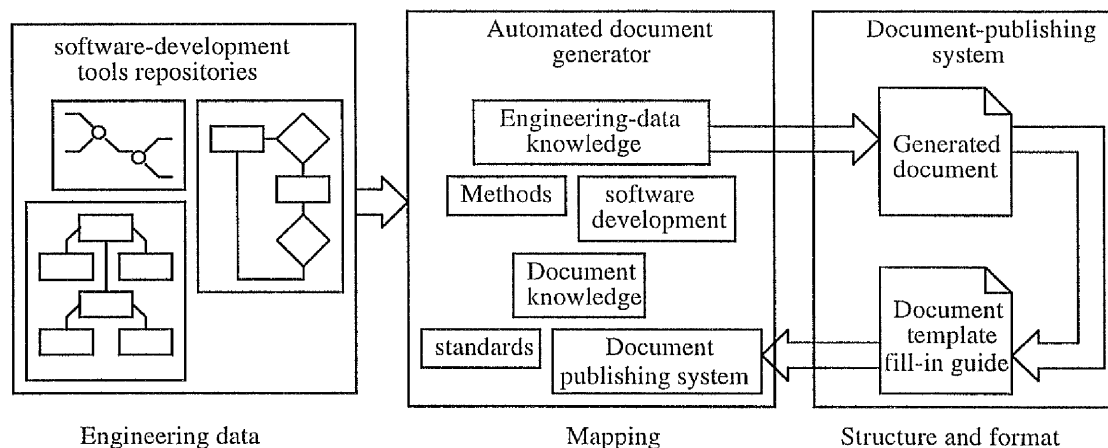 software-development
tools repositories
Automated document
generator
Engineering-data
knowledge
Methods
software
development
Document
knowledge
standards
Document
publishing system
Document-publishing
system
Generated
document
Document
template
fill-in guide
Engineering data
Mapping
Structure and format